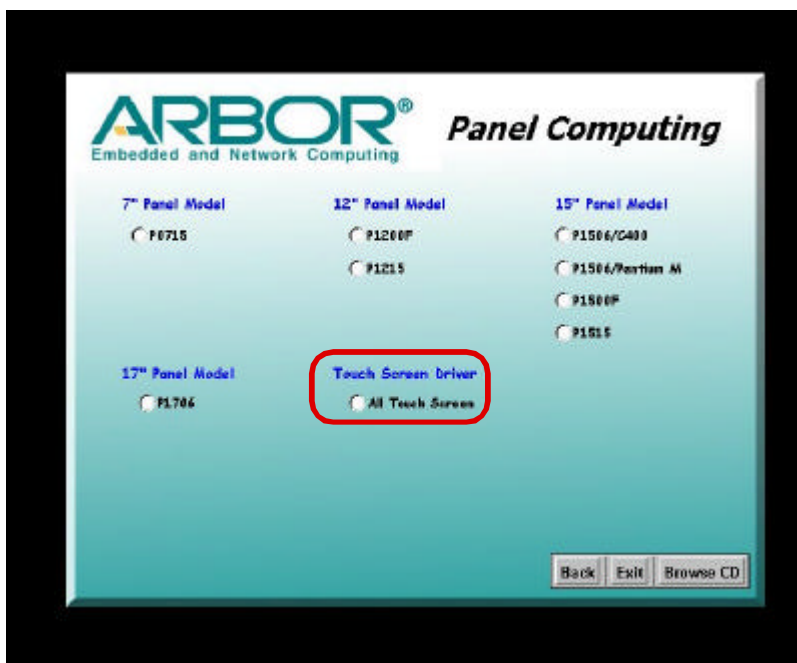 ARBOR®
Embedded and Network Computing
Panel Computing
7" Panel Model
P0715
12" Panel Model
P1200F
P1215
15" Panel Model
P1506/C400
P1506/Pentium M
P1500F
P1515
17" Panel Model
P1706
Touch Screen Driver
All Touch Screen
Back Exit Browse CD